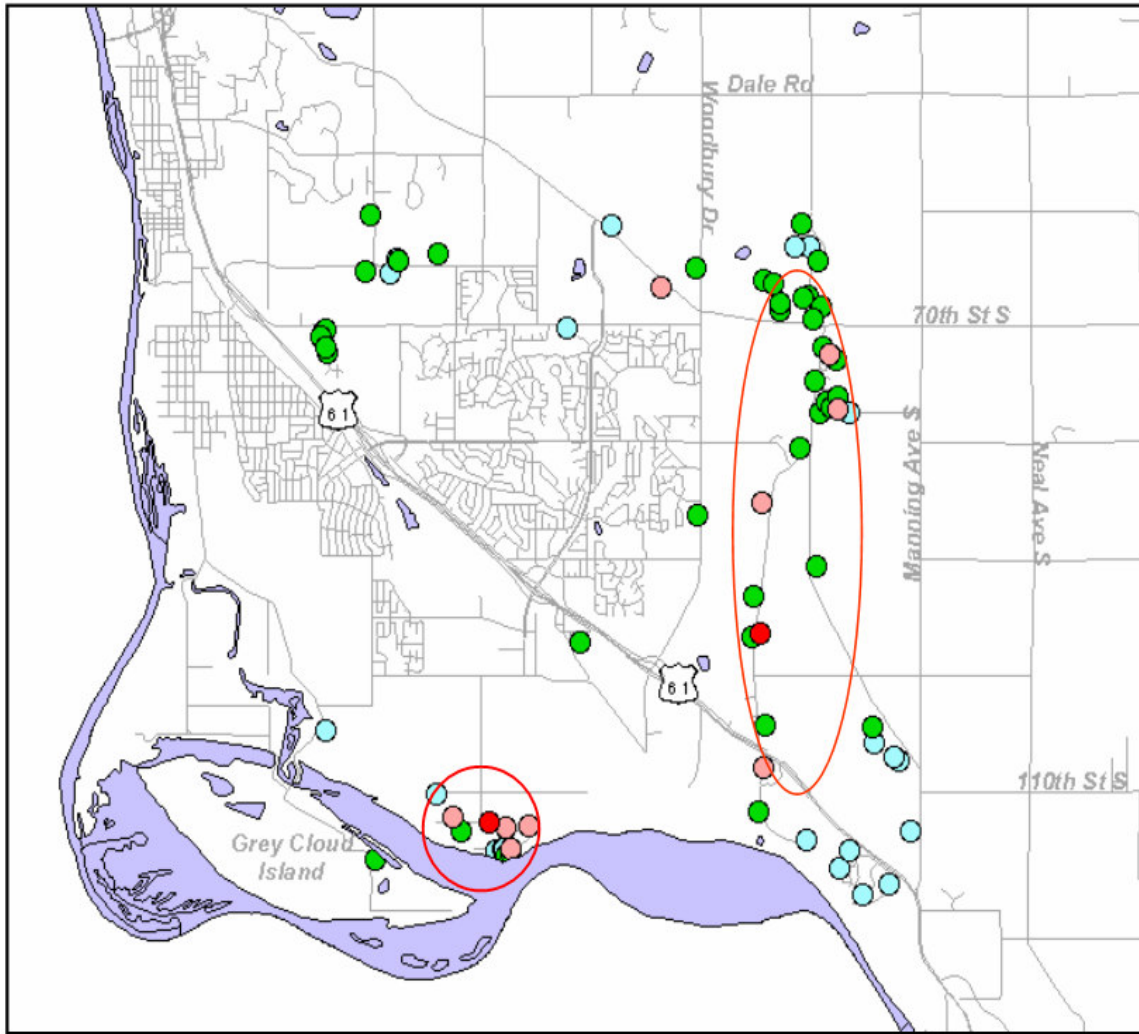 Dale Rd
Woodbury Dr
70th St S
61
Manning Ave S
Neal Ave S
61
110th St S
Grey Cloud
Island